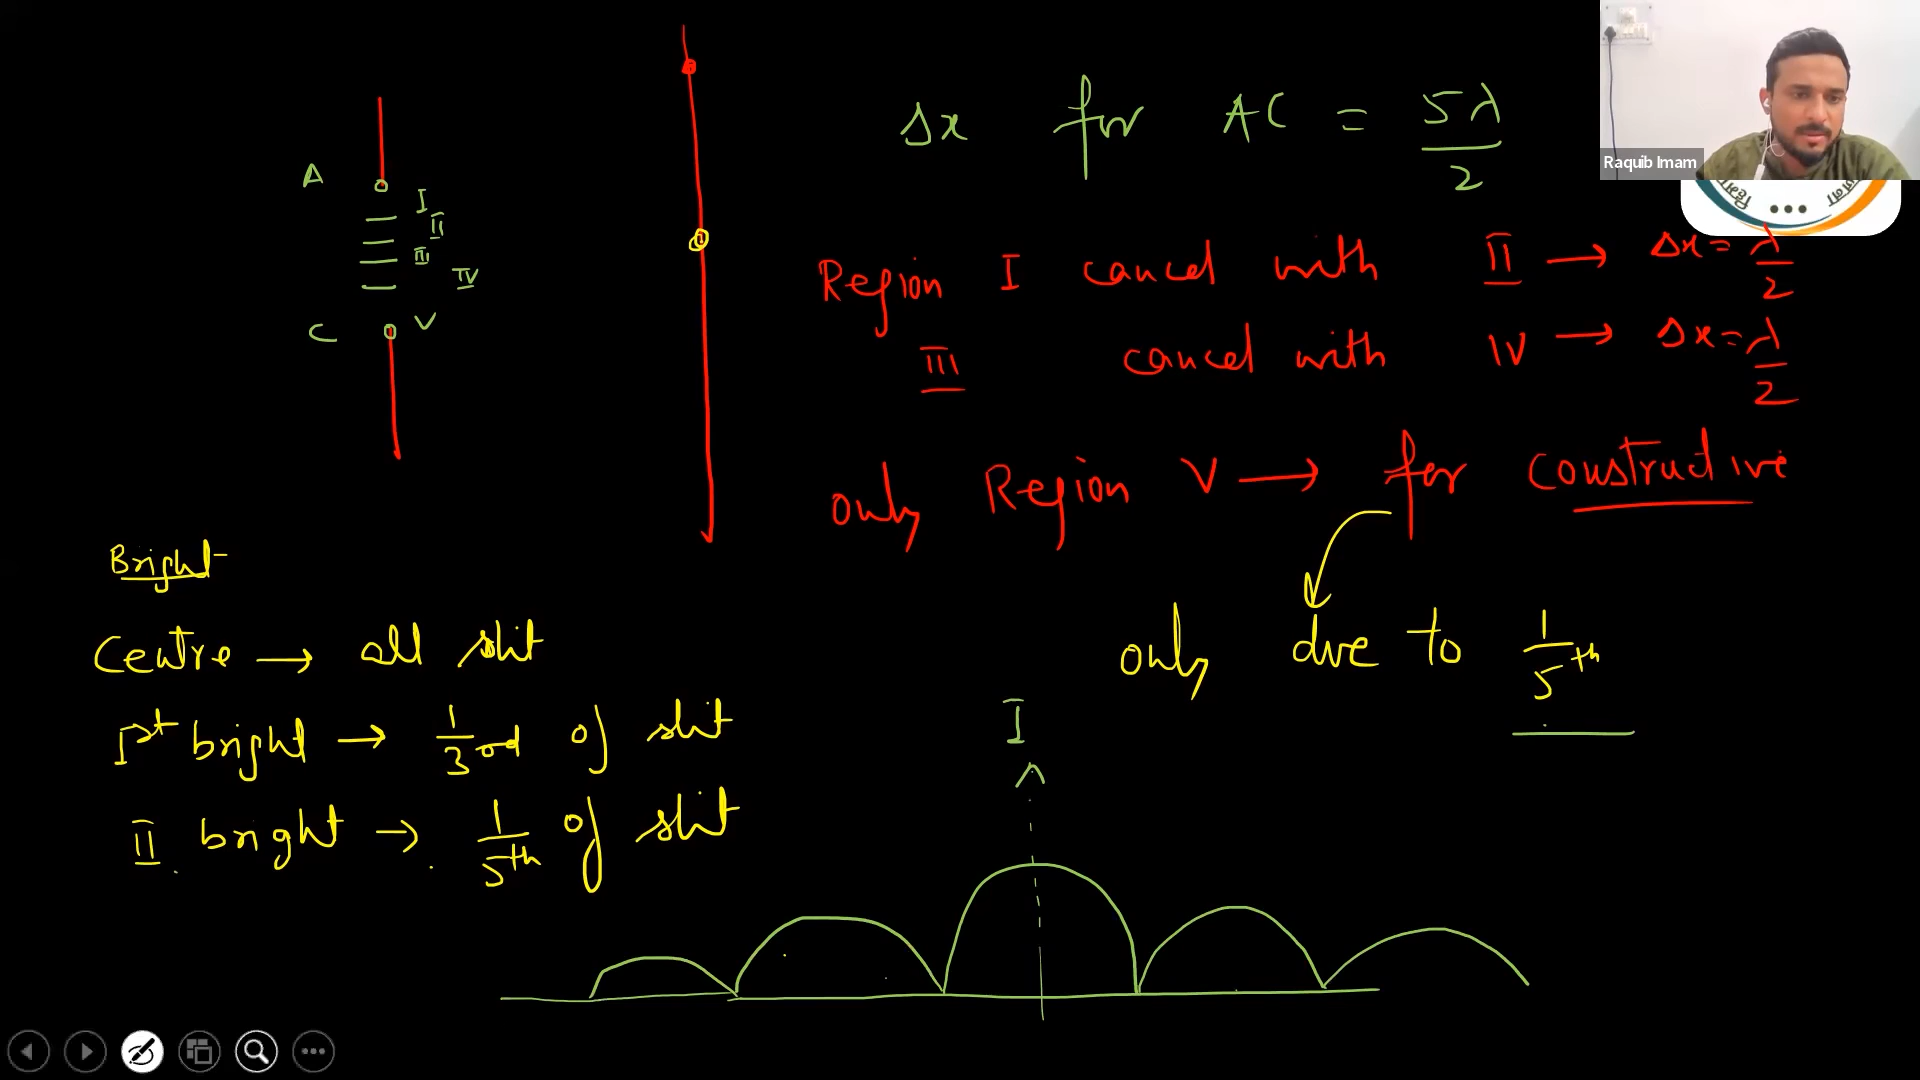 Δx for AC = 5λ/2
Raquib Imam
A
I
II
III
IV
C V
Region I cancel with II → Δx = λ/2
III cancel with IV → Δx = λ/2
only Region V → for constructive
only due to 1/5th
Bright
Centre → all slit
Ist bright → 1/3rd of slit
II bright → 1/5th of slit
I